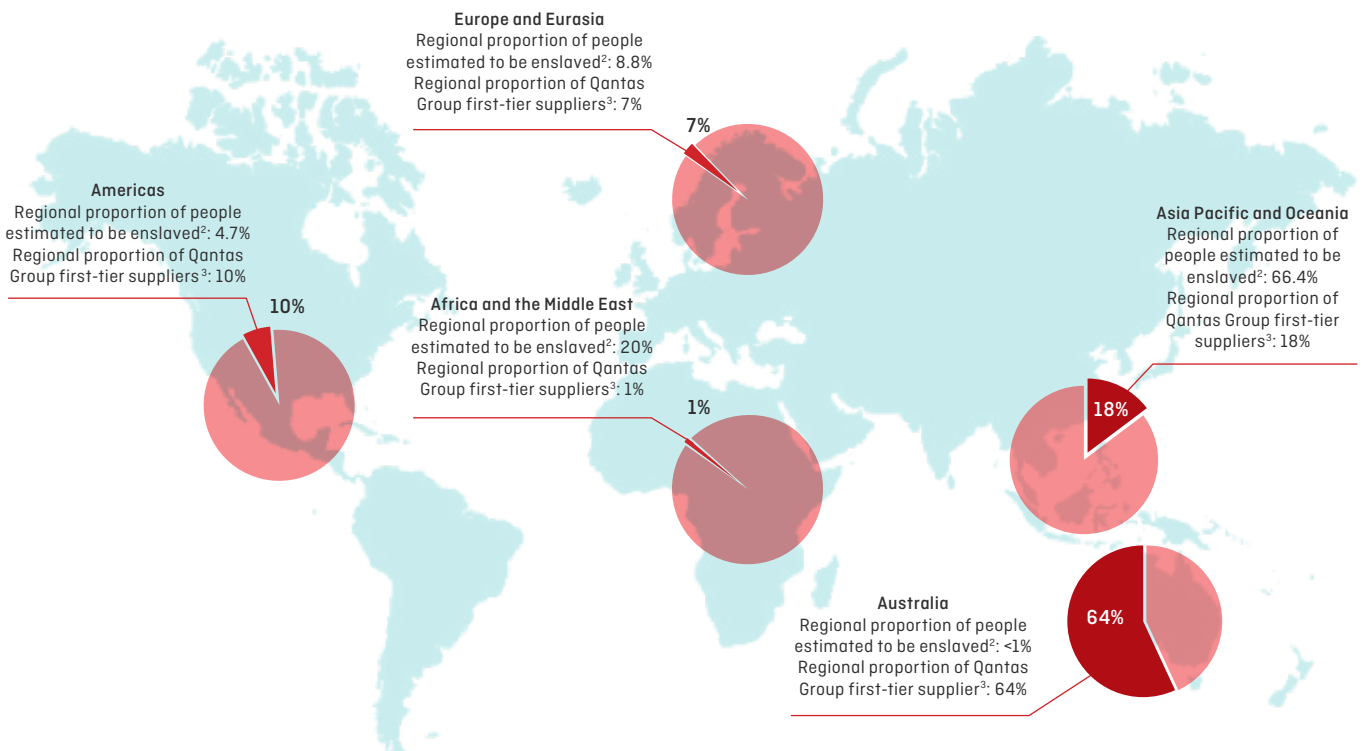 Europe and Eurasia
Regional proportion of people
estimated to be enslaved²: 8.8%
Regional proportion of Qantas
Group first-tier suppliers³: 7%
7%
Americas
Regional proportion of people
estimated to be enslaved²: 4.7%
Regional proportion of Qantas
Group first-tier suppliers³: 10%
10%
Africa and the Middle East
Regional proportion of people
estimated to be enslaved²: 20%
Regional proportion of Qantas
Group first-tier suppliers³: 1%
1%
Asia Pacific and Oceania
Regional proportion of
people estimated to be
enslaved²: 66.4%
Regional proportion of
Qantas Group first-tier
suppliers³: 18%
18%
Australia
Regional proportion of people
estimated to be enslaved²: <1%
Regional proportion of Qantas
Group first-tier supplier³: 64%
64%